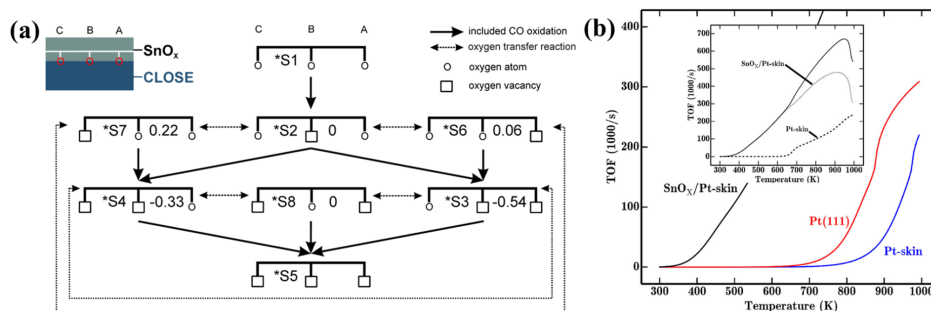 (a)
C B A
SnOx
CLOSE
C B A
*S1
included CO oxidation
oxygen transfer reaction
oxygen atom
oxygen vacancy
*S7 0.22
*S2 0
*S6 0.06
*S4 -0.33
*S8 0
*S3 -0.54
*S5
(b)
400
300
200
100
0
TOF (1000/s)
300 400 500 600 700 800 900 1000
Temperature (K)
SnOX/Pt-skin
Pt(111)
Pt-skin
700
600
500
400
300
200
100
0
TOF (1000/s)
SnOX/Pt-skin
Pt-skin
300 400 500 600 700 800 900 1000
Temperature (K)